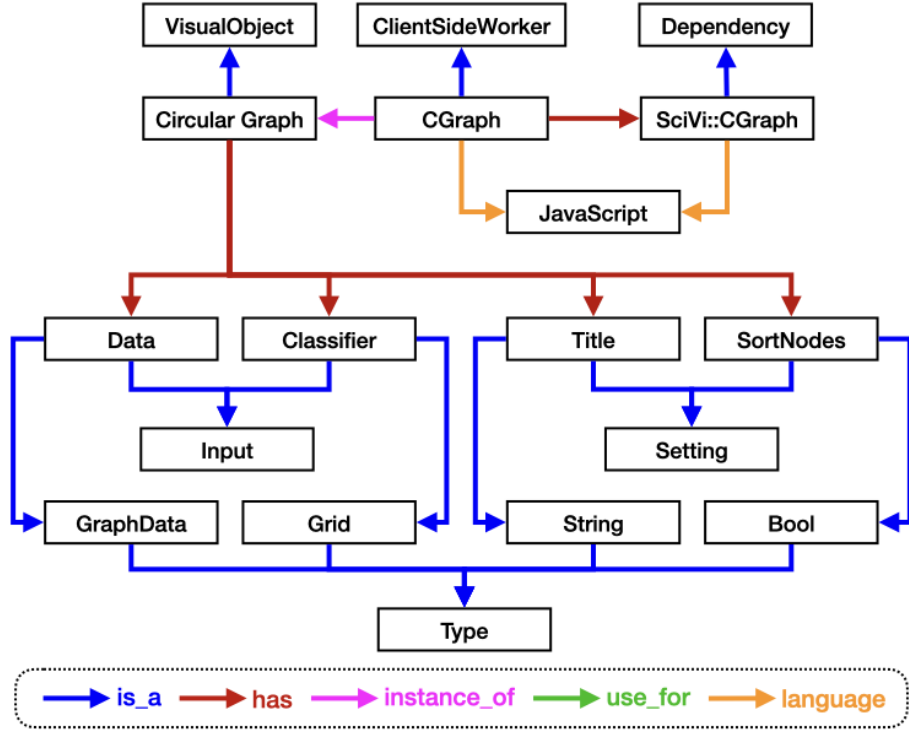 VisualObject ClientSideWorker Dependency
Circular Graph CGraph SciVi::CGraph
JavaScript
Data Classifier Title SortNodes
Input Setting
GraphData Grid String Bool
Type
is_a has instance_of use_for language